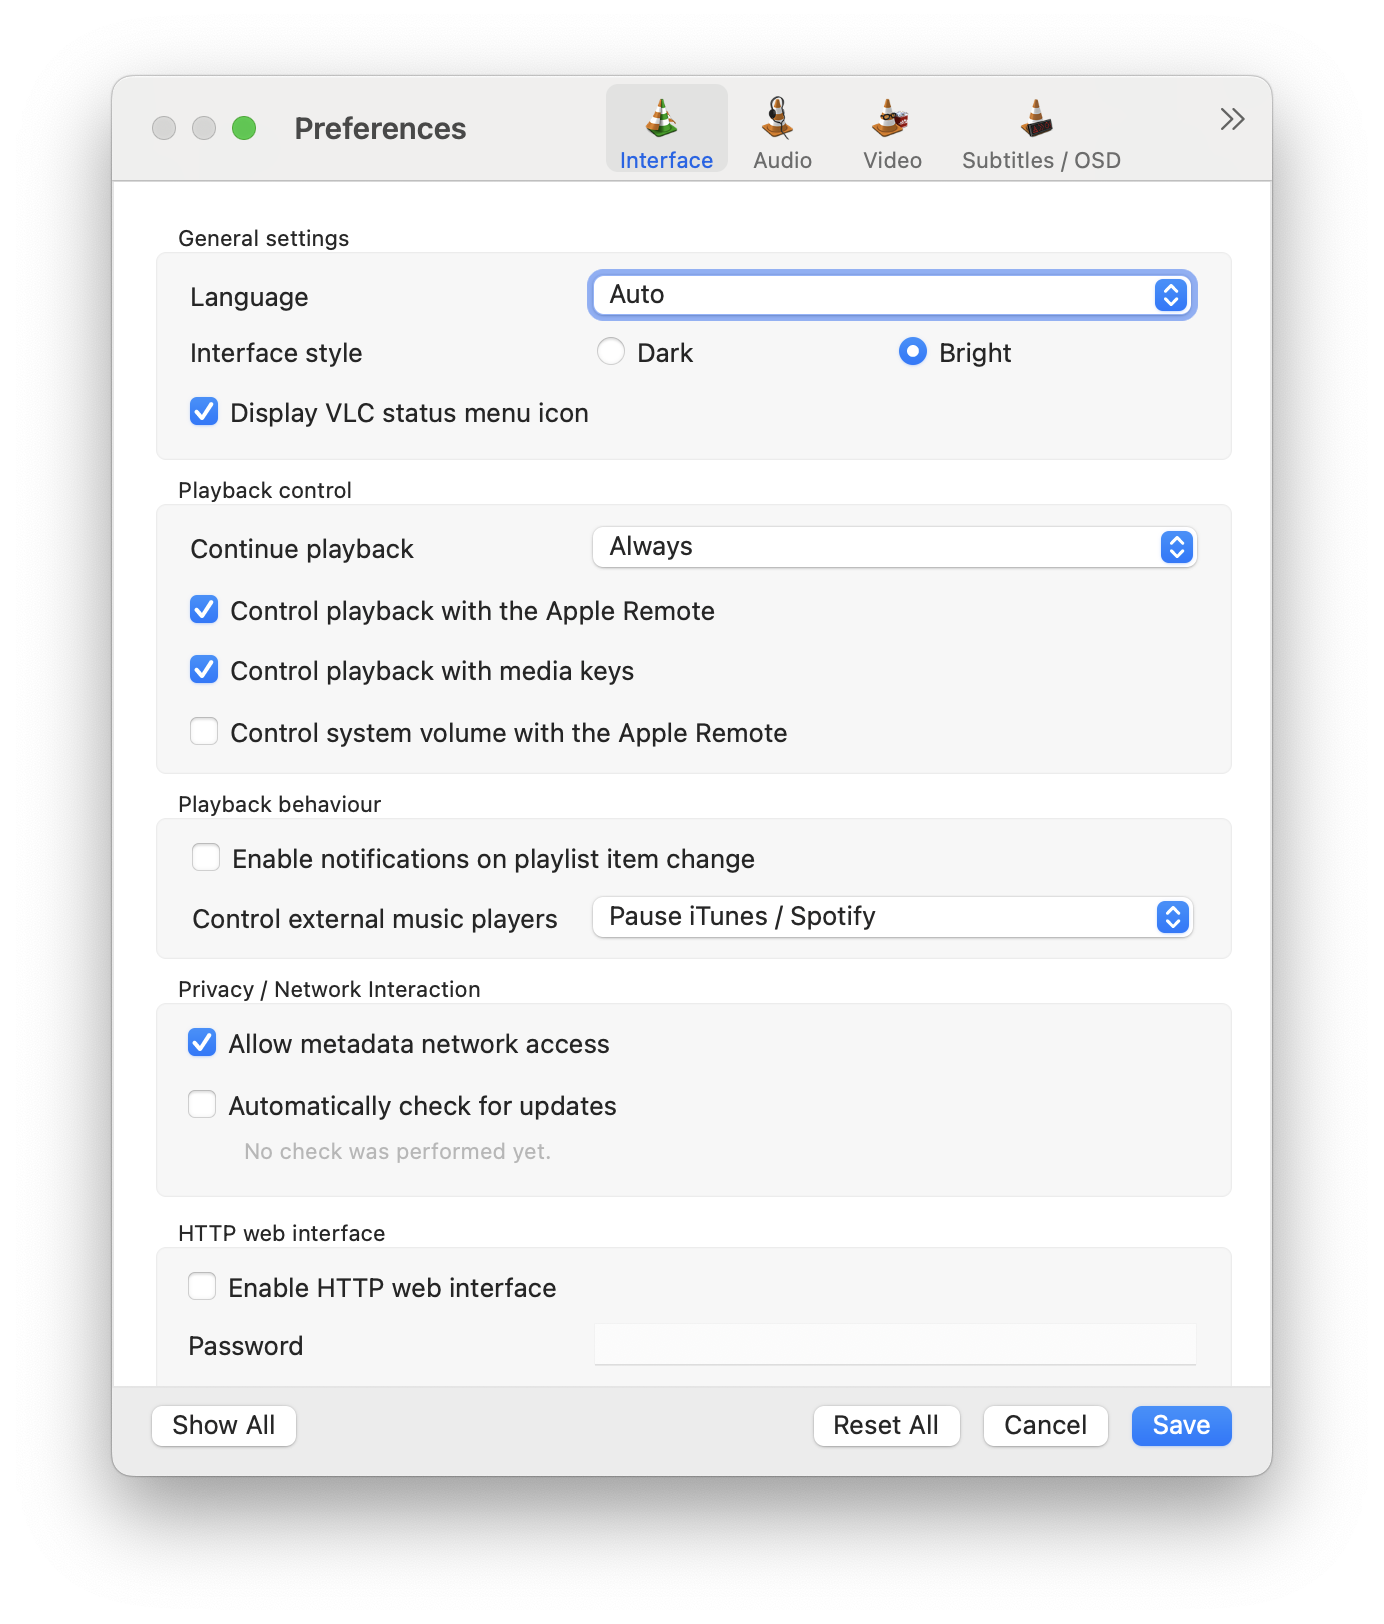 Preferences
Interface
Audio
Video
Subtitles / OSD
General settings
Language
Auto
Interface style
Dark
Bright
Display VLC status menu icon
Playback control
Continue playback
Always
Control playback with the Apple Remote
Control playback with media keys
Control system volume with the Apple Remote
Playback behaviour
Enable notifications on playlist item change
Control external music players
Pause iTunes / Spotify
Privacy / Network Interaction
Allow metadata network access
Automatically check for updates
No check was performed yet.
HTTP web interface
Enable HTTP web interface
Password
Show All
Reset All
Cancel
Save